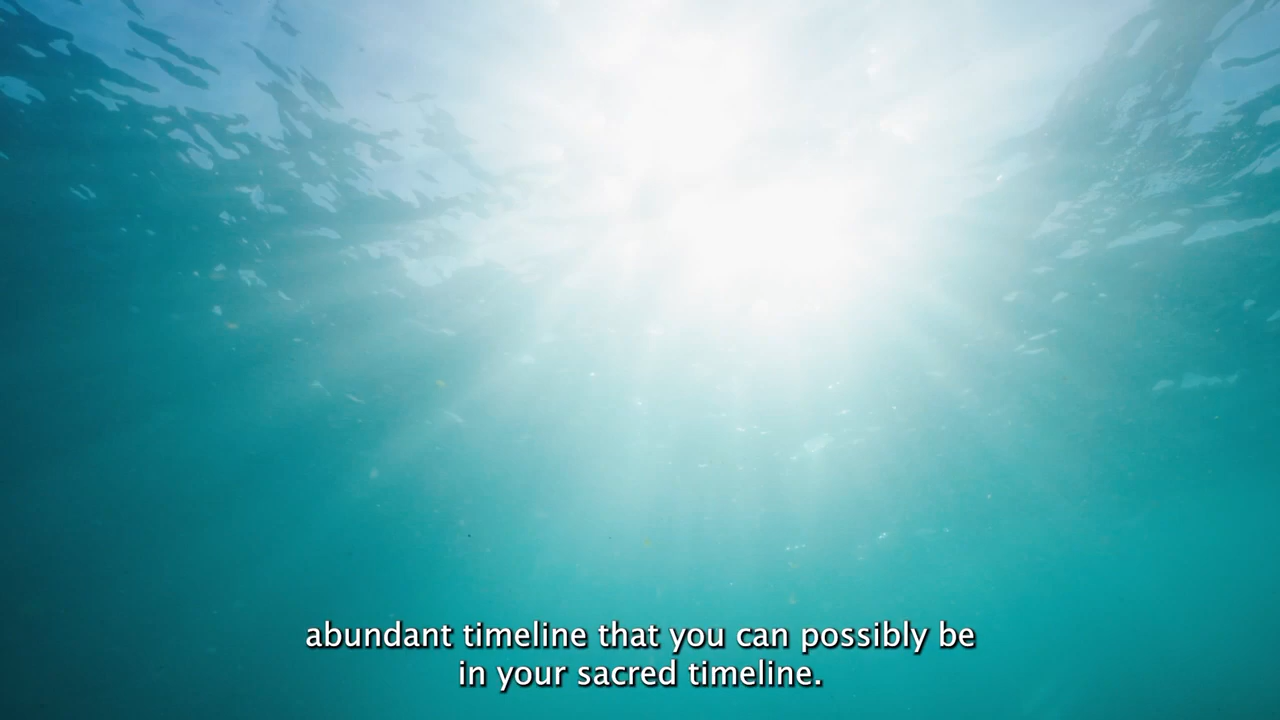 abundant timeline that you can possibly be
in your sacred timeline.